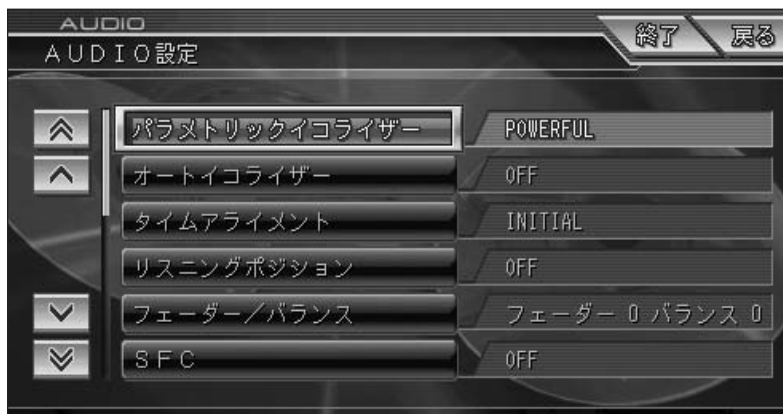 AUDIO
終了 戻る
AUDIO設定
パラメトリックイコライザー POWERFUL
オートイコライザー OFF
タイムアライメント INITIAL
リスニングポジション OFF
フェーダー／バランス フェーダー 0 バランス 0
SFC OFF